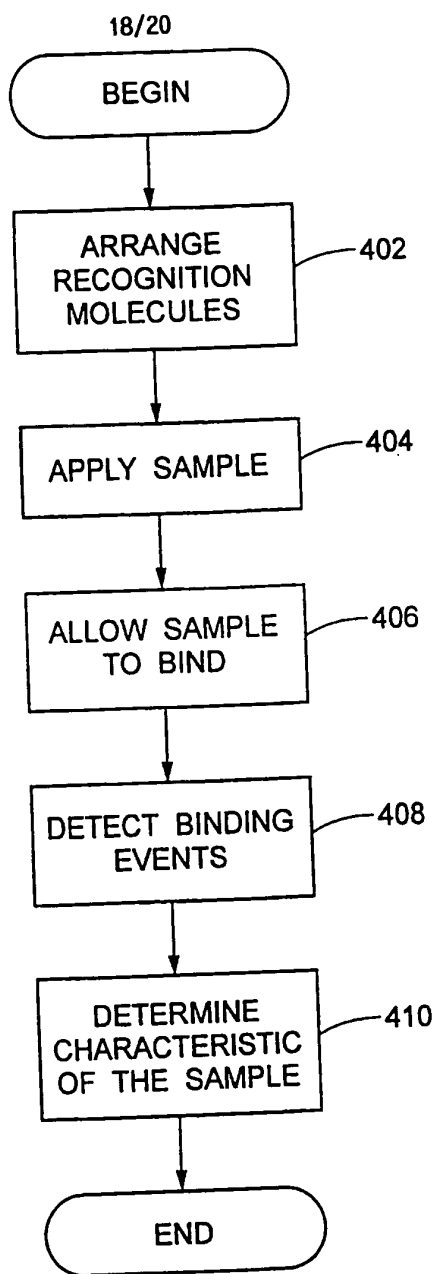 18/20
BEGIN
ARRANGE
RECOGNITION
MOLECULES
402
APPLY SAMPLE
404
ALLOW SAMPLE
TO BIND
406
DETECT BINDING
EVENTS
408
DETERMINE
CHARACTERISTIC
OF THE SAMPLE
410
END